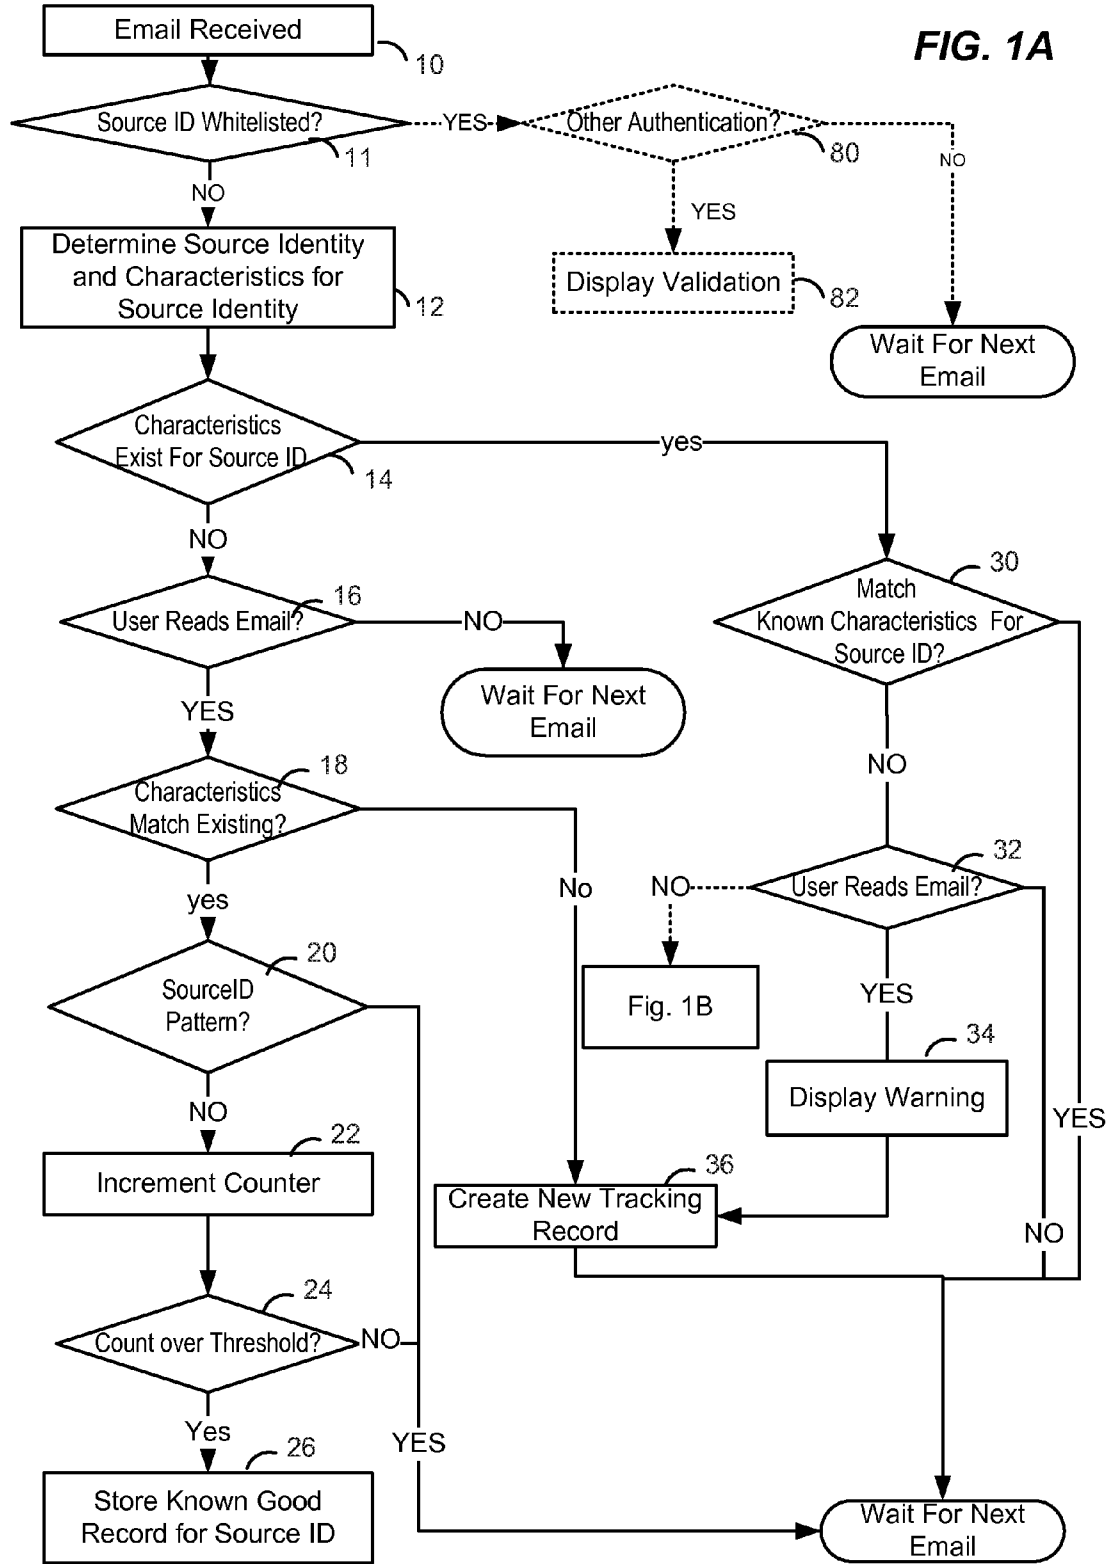 Email Received
10
FIG. 1A
Source ID Whitelisted?
11
YES
Other Authentication?
80
NO
NO
YES
Determine Source Identity
and Characteristics for
Source Identity
12
Display Validation
82
Wait For Next
Email
Characteristics
Exist For Source ID
14
yes
NO
User Reads Email?
16
NO
Wait For Next
Email
30
Match
Known Characteristics For
Source ID?
YES
NO
18
Characteristics
Match Existing?
yes
No
32
User Reads Email?
NO
Fig. 1B
YES
20
SourceID
Pattern?
NO
34
Display Warning
YES
22
Increment Counter
36
Create New Tracking
Record
NO
24
Count over Threshold?
NO
Yes
YES
26
Store Known Good
Record for Source ID
Wait For Next
Email